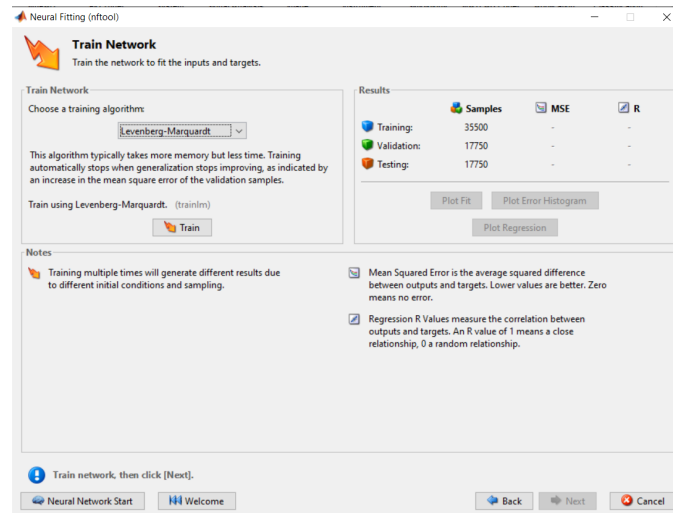 Neural Fitting (nftool)
Train Network
Train the network to fit the inputs and targets.
Train Network
Choose a training algorithm:
Levenberg-Marquardt
This algorithm typically takes more memory but less time. Training
automatically stops when generalization stops improving, as indicated by
an increase in the mean square error of the validation samples.
Train using Levenberg-Marquardt. (trainlm)
Train
Results
Samples MSE R
Training: 35500 - -
Validation: 17750 - -
Testing: 17750 - -
Plot Fit Plot Error Histogram
Plot Regression
Notes
Training multiple times will generate different results due
to different initial conditions and sampling.
Mean Squared Error is the average squared difference
between outputs and targets. Lower values are better. Zero
means no error.
Regression R Values measure the correlation between
outputs and targets. An R value of 1 means a close
relationship, 0 a random relationship.
Train network, then click [Next].
Neural Network Start Welcome Back Next Cancel